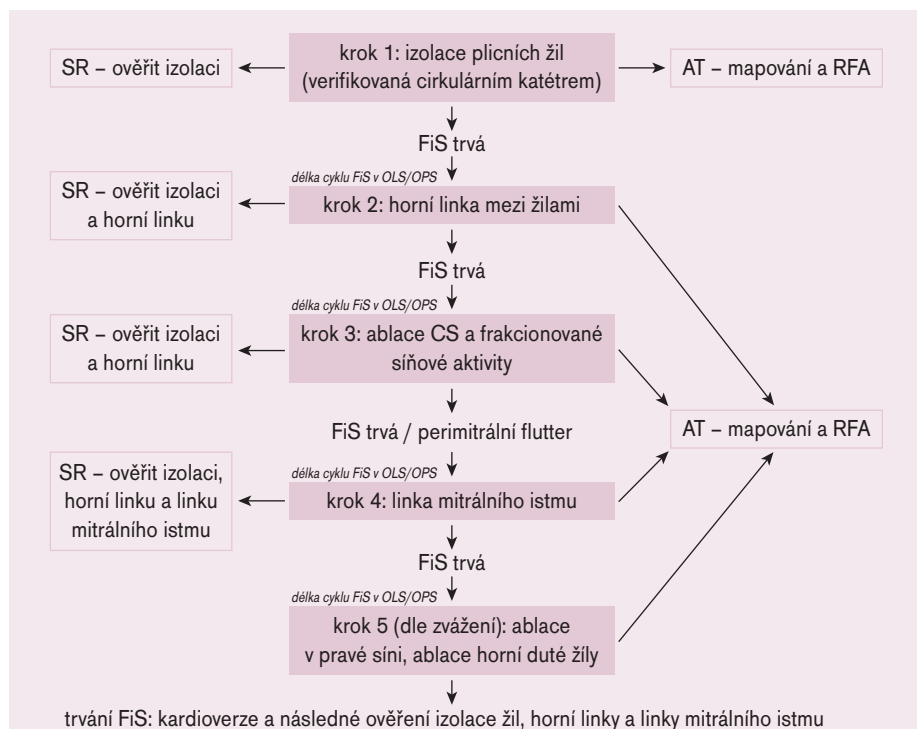 krok 1: izolace plicních žil
(verifikovaná cirkulárním katétrem)
SR – ověřit izolaci
AT – mapování a RFA
FiS trvá
délka cyklu FiS v OLS/OPS
krok 2: horní linka mezi žilami
SR – ověřit izolaci
a horní linku
FiS trvá
délka cyklu FiS v OLS/OPS
krok 3: ablace CS a frakcionované
síňové aktivity
SR – ověřit izolaci
a horní linku
FiS trvá / perimitrální flutter
AT – mapování a RFA
délka cyklu FiS v OLS/OPS
krok 4: linka mitrálního istmu
SR – ověřit izolaci,
horní linku a linku
mitrálního istmu
FiS trvá
délka cyklu FiS v OLS/OPS
krok 5 (dle zvážení): ablace
v pravé síni, ablace horní duté žíly
trvání FiS: kardioverze a následné ověření izolace žil, horní linky a linky mitrálního istmu